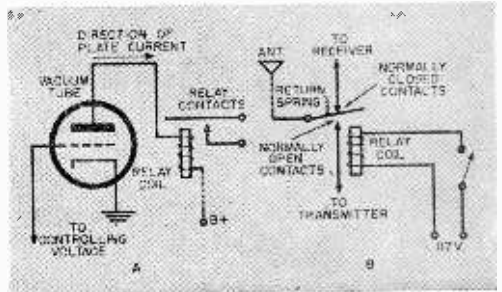 DIRECTION OF
PLATE CURRENT
VACUUM
TUBE
RELAY
CONTACTS
RELAY
COIL
B+
TO
CONTROLLING
VOLTAGE
A
ANT.
TO
RECEIVER
NORMALLY
CLOSED
CONTACTS
RETURN
SPRING
NORMALLY
OPEN
CONTACTS
RELAY
COIL
TO
TRANSMITTER
117 V
B